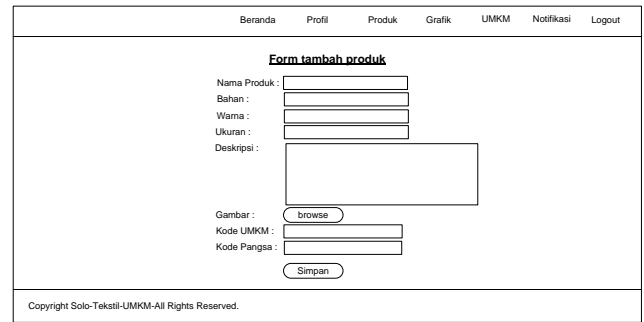 Beranda Profil Produk Grafik UMKM Notifikasi Logout
Form tambah produk
Nama Produk :
Bahan :
Warna :
Ukuran :
Deskripsi :
Gambar : browse
Kode UMKM :
Kode Pangsa :
Simpan
Copyright Solo-Tekstil-UMKM-All Rights Reserved.